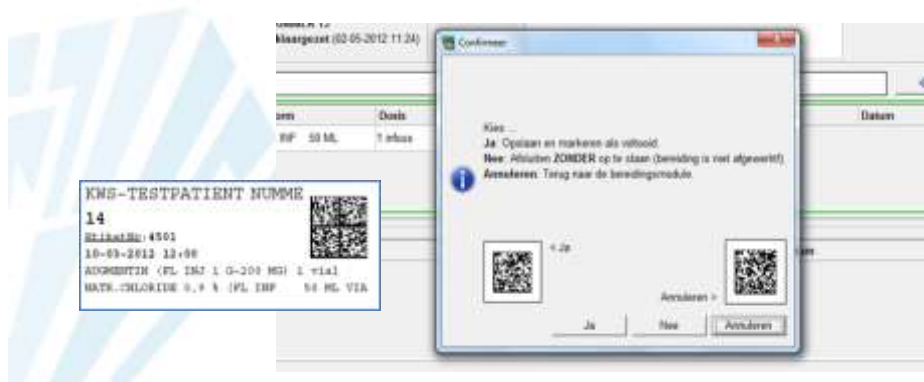 klaargezet (02-05-2012 11:24)
Confirmeer
Dosis
Datum
INF 50 ML
1 infuus
Kies ...
Ja: Opslaan en markeren als voltooid.
Nee: Afsluiten ZONDER op te slaan (bereiding is niet afgewerkt!)
Annuleren: Terug naar de bereidingsmodule.
< Ja
Annuleren >
Ja
Nee
Annuleren
KWS-TESTPATIENT NUMME
14
EtiketNr: 4501
10-05-2012 12:00
AUGMENTIN (FL INJ 1 G-200 MG) 1 vial
NATR.CHLORIDE 0,9 % (FL INF 50 ML VIA